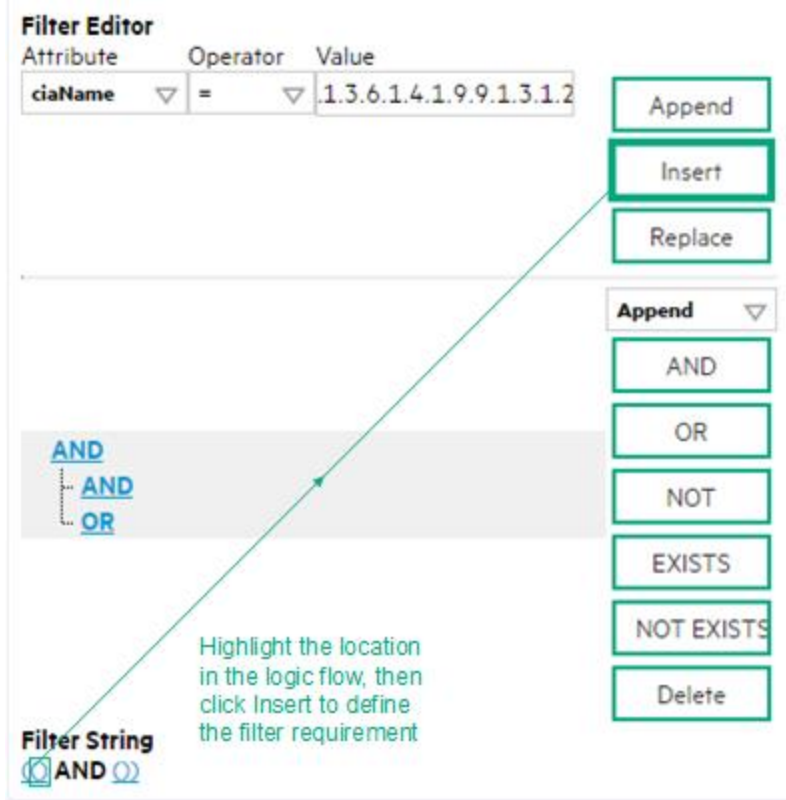 Filter Editor
Attribute Operator Value
ciaName = .1.3.6.1.4.1.9.9.1.3.1.2
Append
Insert
Replace
Append
AND
OR
NOT
EXISTS
NOT EXISTS
Delete
AND
AND
OR
Highlight the location
in the logic flow, then
click Insert to define
the filter requirement
Filter String
(() AND ())